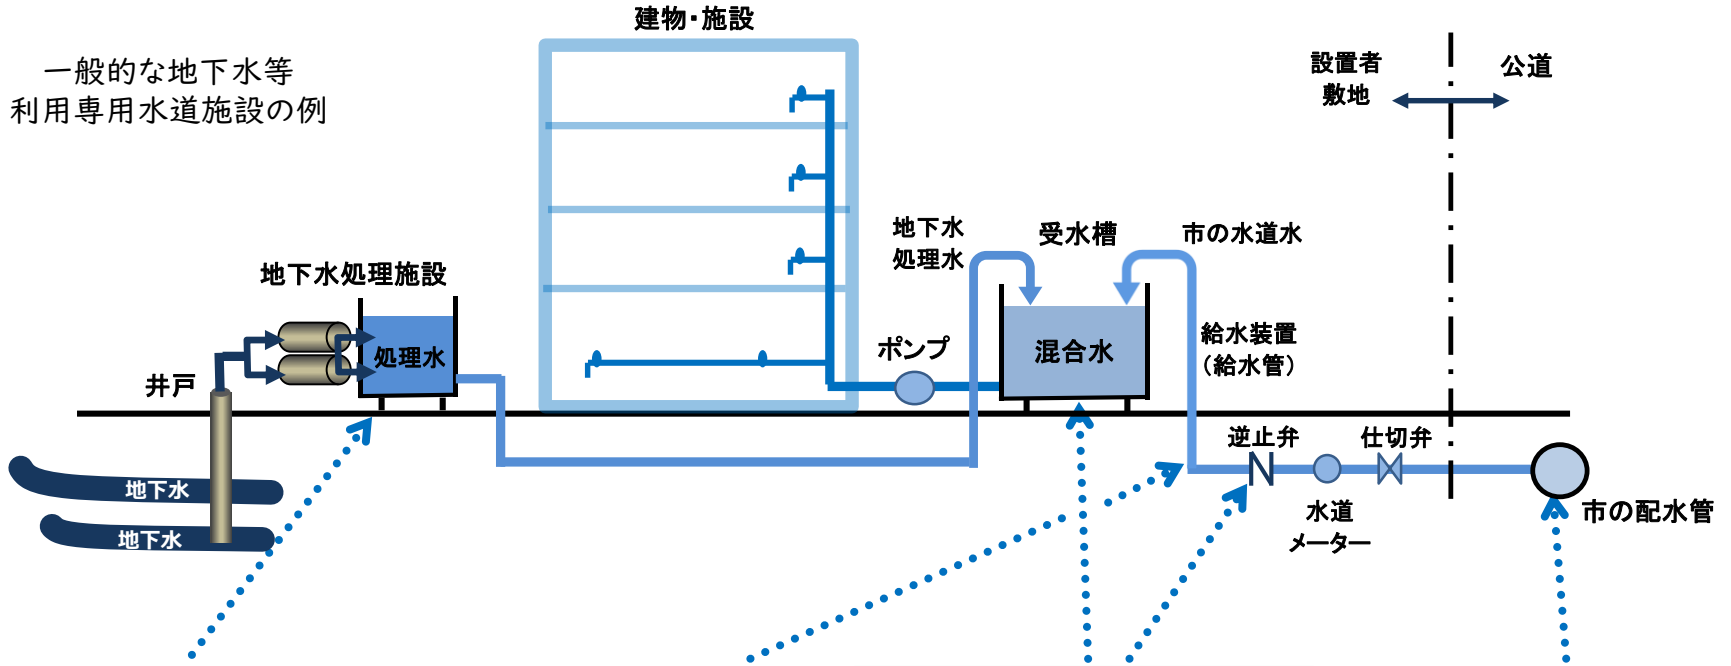 一般的な地下水等
利用専用水道施設の例
建物・施設
設置者
敷地
公道
地下水処理施設
処理水
井戸
地下水
地下水
地下水
処理水
受水槽
市の水道水
ポンプ
混合水
給水装置
（給水管）
逆止弁
仕切弁
水道
メーター
市の配水管